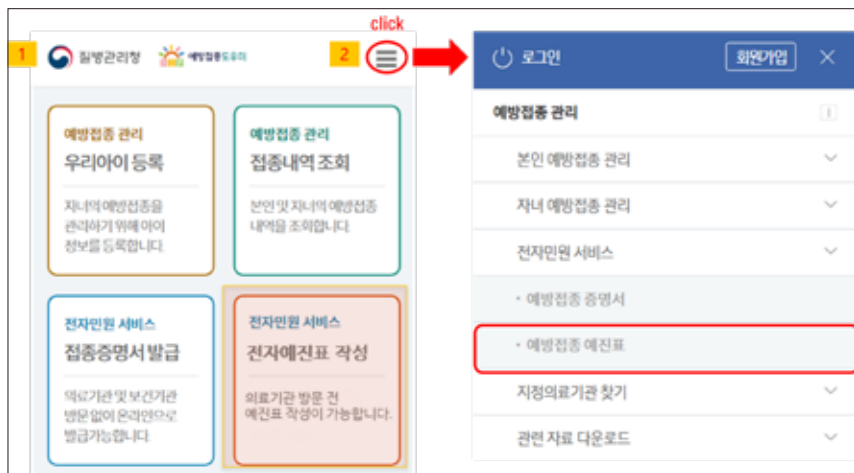 click
1
질병관리청
예방접종도우미
2
예방접종 관리
우리아이 등록
자녀의 예방접종을
관리하기 위해 아이
정보를 등록합니다.
예방접종 관리
접종내역 조회
본인 및 자녀의 예방접종
내역을 조회합니다.
전자민원 서비스
접종증명서 발급
의료기관 및 보건기관
방문 없이 온라인으로
발급가능합니다.
전자민원 서비스
전자예진표 작성
의료기관 방문 전
예진표 작성이 가능합니다.
로그인
회원가입
예방접종 관리
본인 예방접종 관리
자녀 예방접종 관리
전자민원 서비스
· 예방접종 증명서
· 예방접종 예진표
지정의료기관 찾기
관련 자료 다운로드